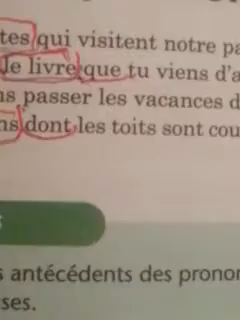 tes qui visitent notre pa
le livre que tu viens d'a
ns passer les vacances d
ns dont les toits sont cou
s antécédents des pronor
ses.